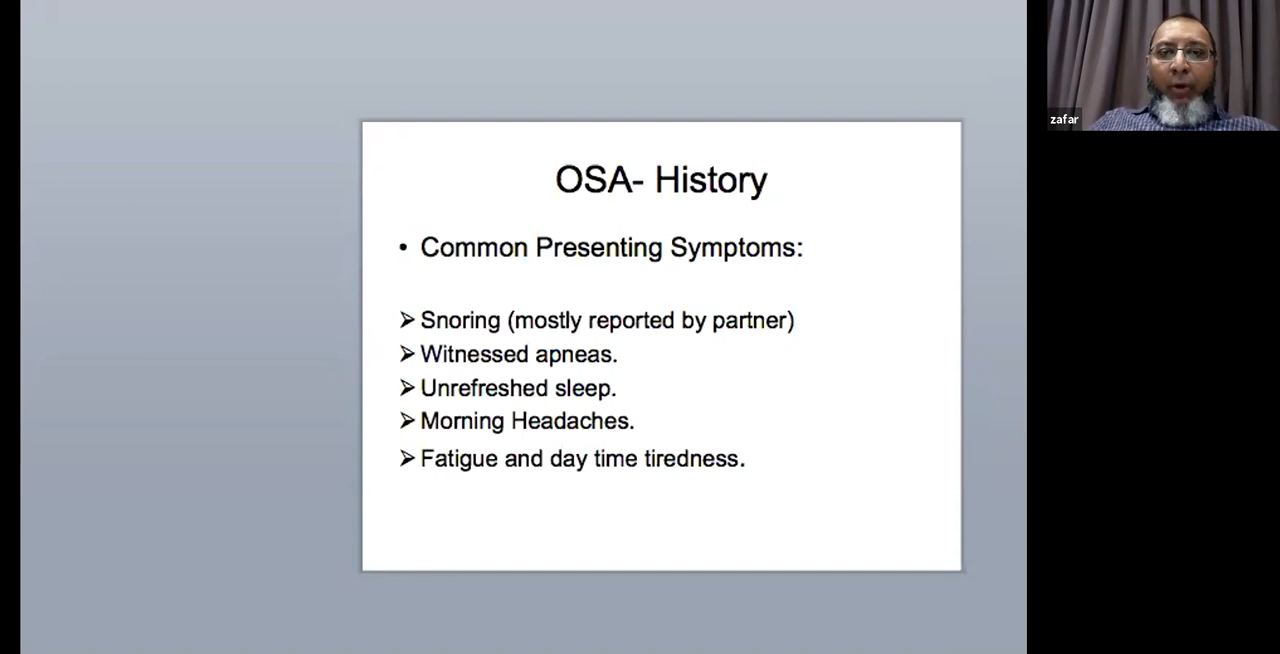 OSA- History
• Common Presenting Symptoms:
➢ Snoring (mostly reported by partner)
➢ Witnessed apneas.
➢ Unrefreshed sleep.
➢ Morning Headaches.
➢ Fatigue and day time tiredness.
zafar